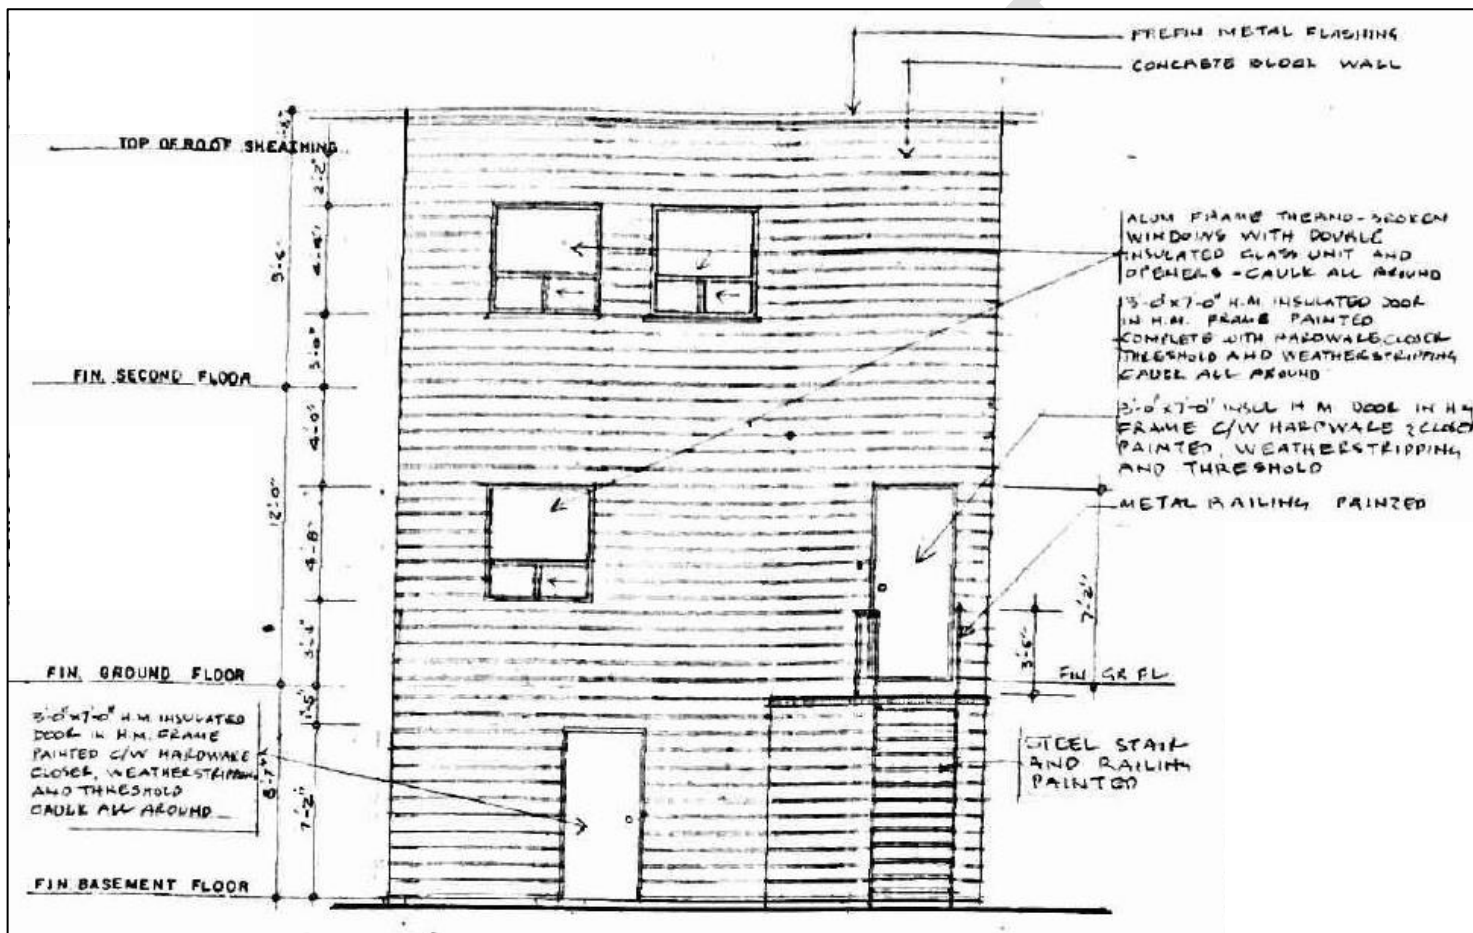 PREFIN METAL FLASHING
CONCRETE BLOCK WALL
TOP OF ROOF SHEATHING
2'-2"
4'-4"
3'-0"
FIN. SECOND FLOOR
4'-0"
12'-0"
4'-8"
3'-4"
FIN. GROUND FLOOR
3'-0"x7'-0" H.M. INSULATED
DOOR IN H.M. FRAME
PAINTED C/W HARDWARE
CLOSER, WEATHERSTRIPPING
AND THRESHOLD
CAULK ALL AROUND
7'-2"
FIN. BASEMENT FLOOR
ALUM FRAME THERMO-BROKEN
WINDOWS WITH DOUBLE
INSULATED GLASS UNIT AND
OPENERS - CAULK ALL AROUND
3'-0"x7'-0" H.M. INSULATED DOOR
IN H.M. FRAME PAINTED
COMPLETE WITH HARDWARE, CLOSER
THRESHOLD AND WEATHERSTRIPPING
CAULK ALL AROUND
3'-0"x7'-0" INSUL H M DOOR IN HM
FRAME C/W HARDWARE & CLOSER
PAINTED, WEATHERSTRIPPING
AND THRESHOLD
METAL RAILING PAINTED
7'-2"
3'-6"
FIN GR FL
STEEL STAIR
AND RAILING
PAINTED